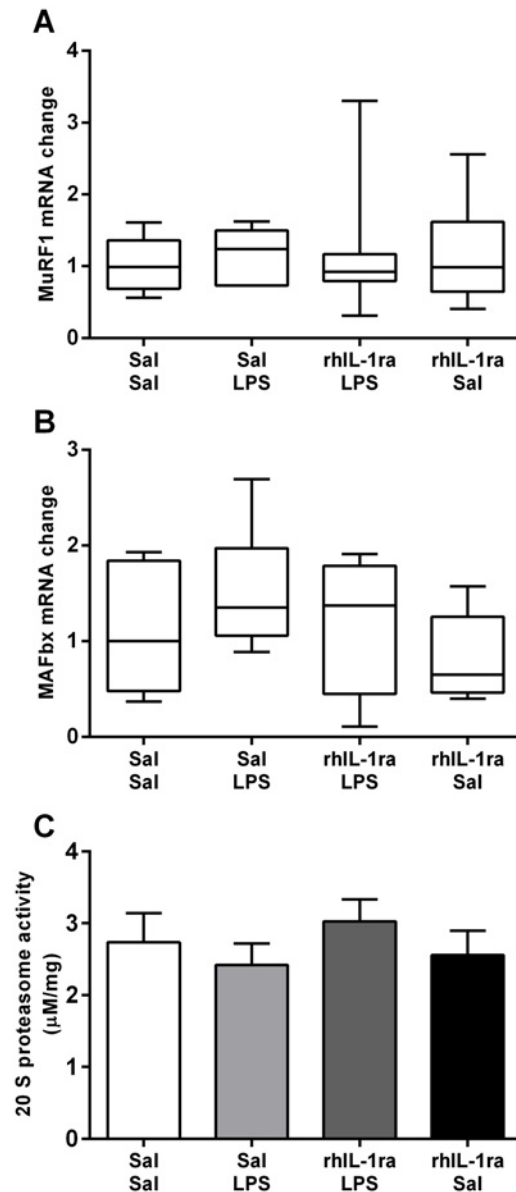 A
MuRF1 mRNA change
4
3
2
1
0
Sal Sal rhIL-1ra rhIL-1ra
Sal LPS LPS Sal
B
MAFbx mRNA change
3
2
1
0
Sal Sal rhIL-1ra rhIL-1ra
Sal LPS LPS Sal
C
20 S proteasome activity
(μM/mg)
4
3
2
1
0
Sal Sal rhIL-1ra rhIL-1ra
Sal LPS LPS Sal